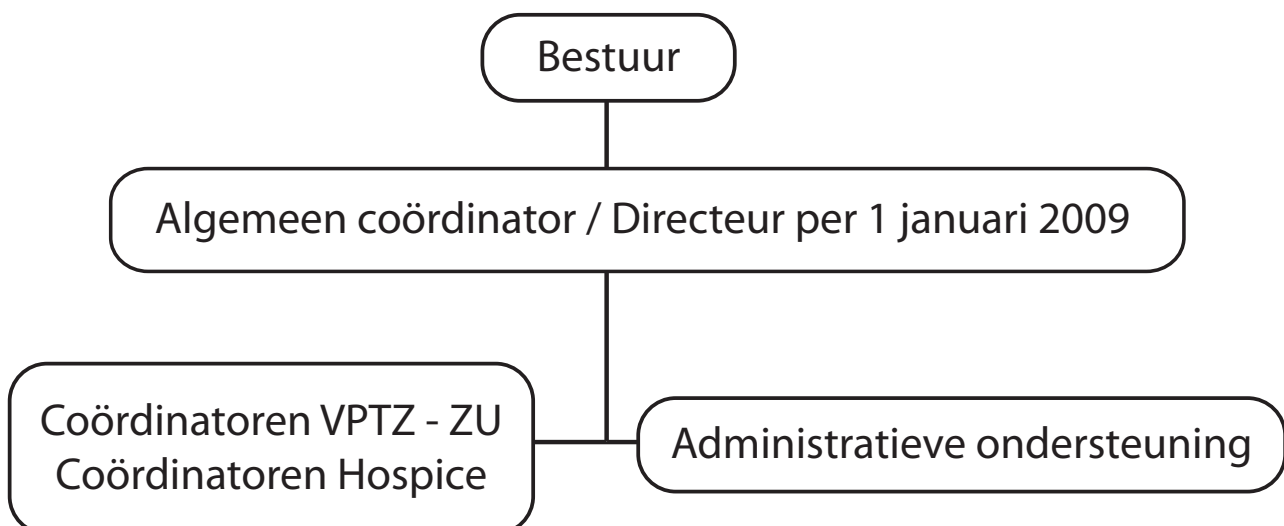 Bestuur
Algemeen coördinator / Directeur per 1 januari 2009
Coördinatoren VPTZ - ZU
Coördinatoren Hospice
Administratieve ondersteuning